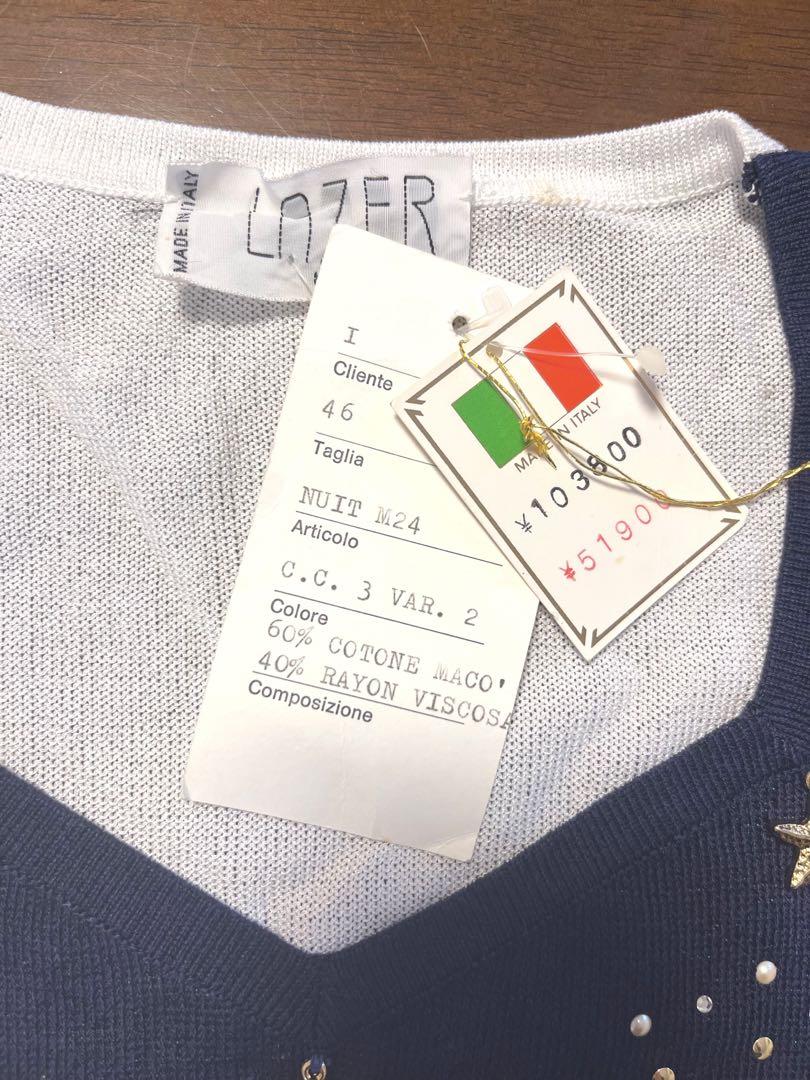 MADE IN ITALY
LAZER
I
Cliente
46
Taglia
NUIT M24
Articolo
C.C. 3 VAR. 2
Colore
60% COTONE MACO'
40% RAYON VISCOSA
Composizione
MADE IN ITALY
¥103800
¥51900